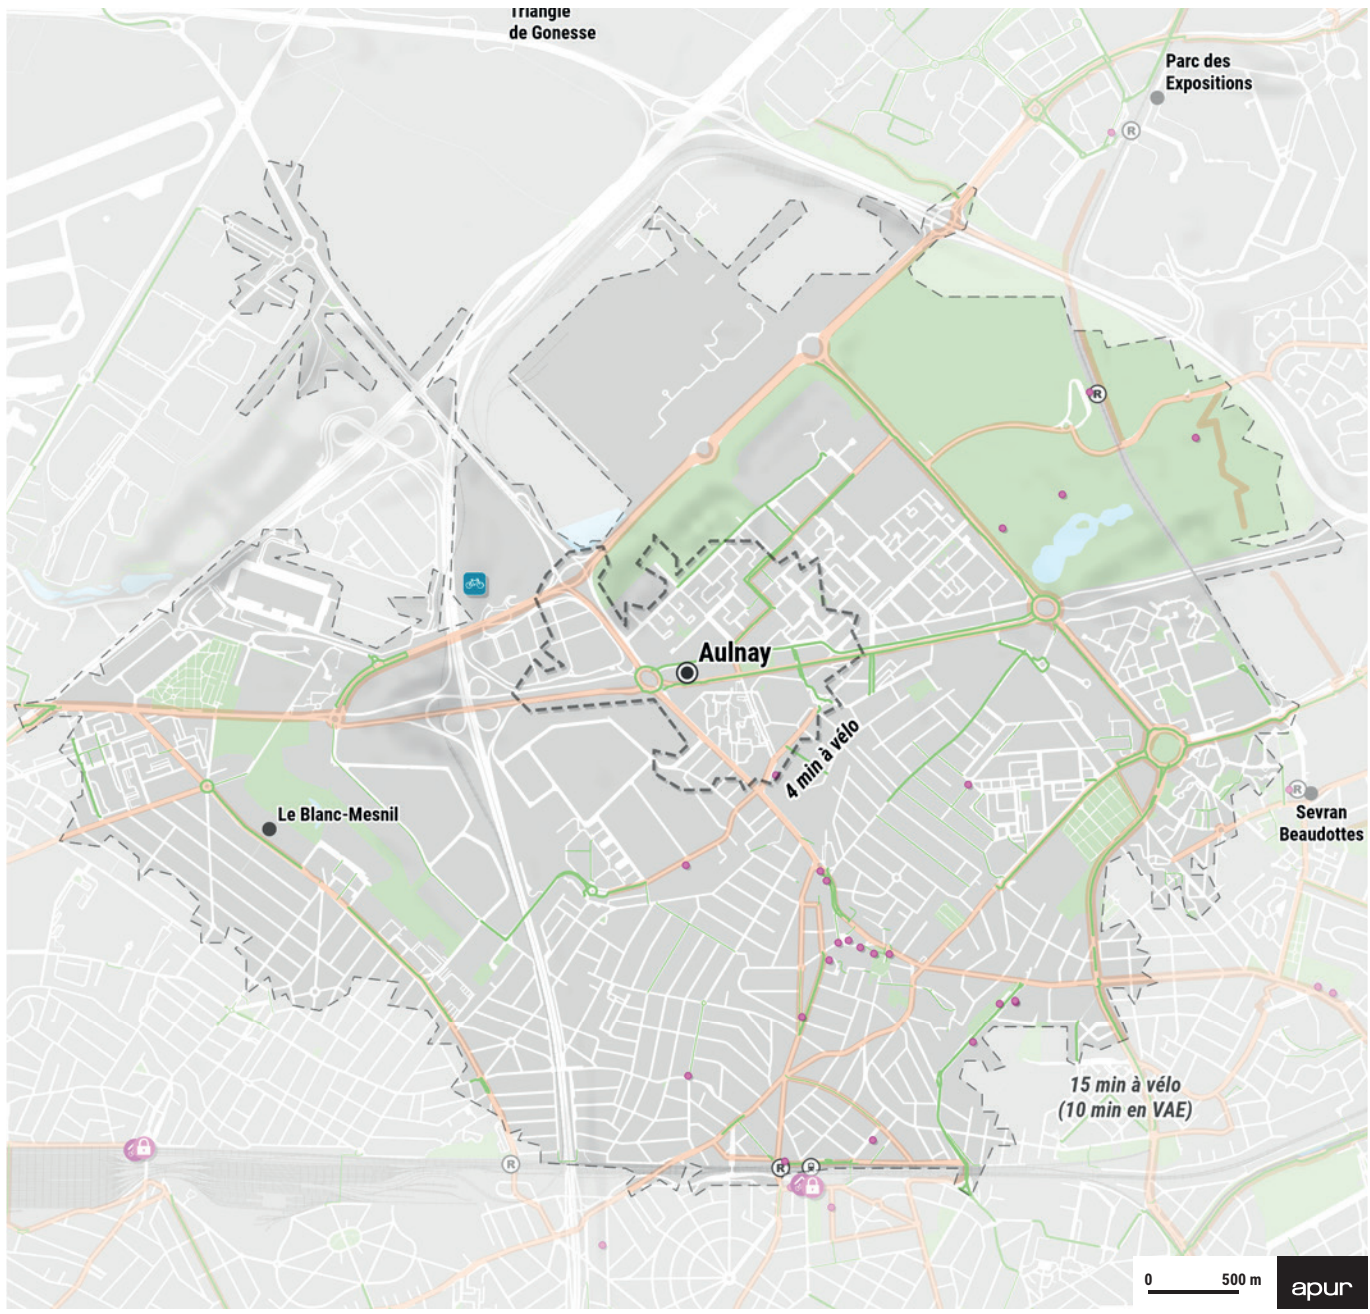 Triangle
de Gonesse
Parc des
Expositions
R
R
Aulnay
4 min à vélo
Le Blanc-Mesnil
R
Sevran
Beaudottes
15 min à vélo
(10 min en VAE)
R
R
0 500 m
apur